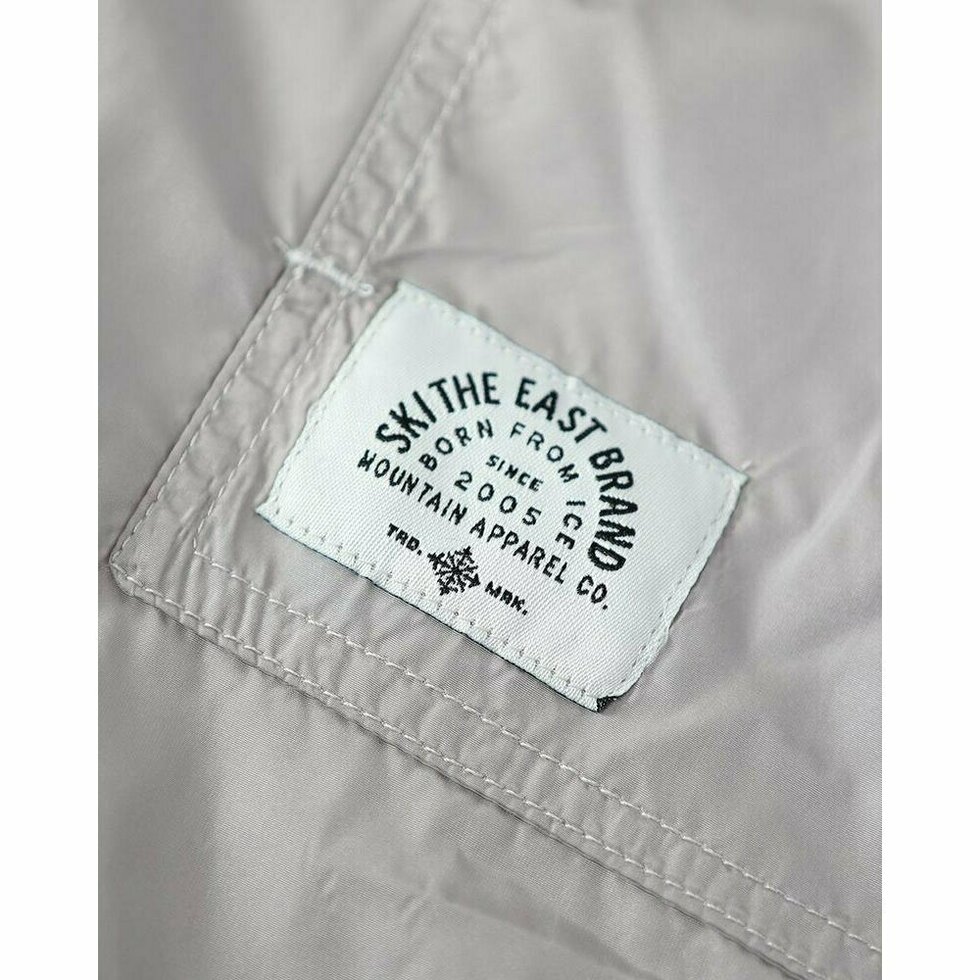 SKI THE EAST BRAND
BORN FROM ICE
SINCE
2005
MOUNTAIN APPAREL CO.
TRD. MRK.